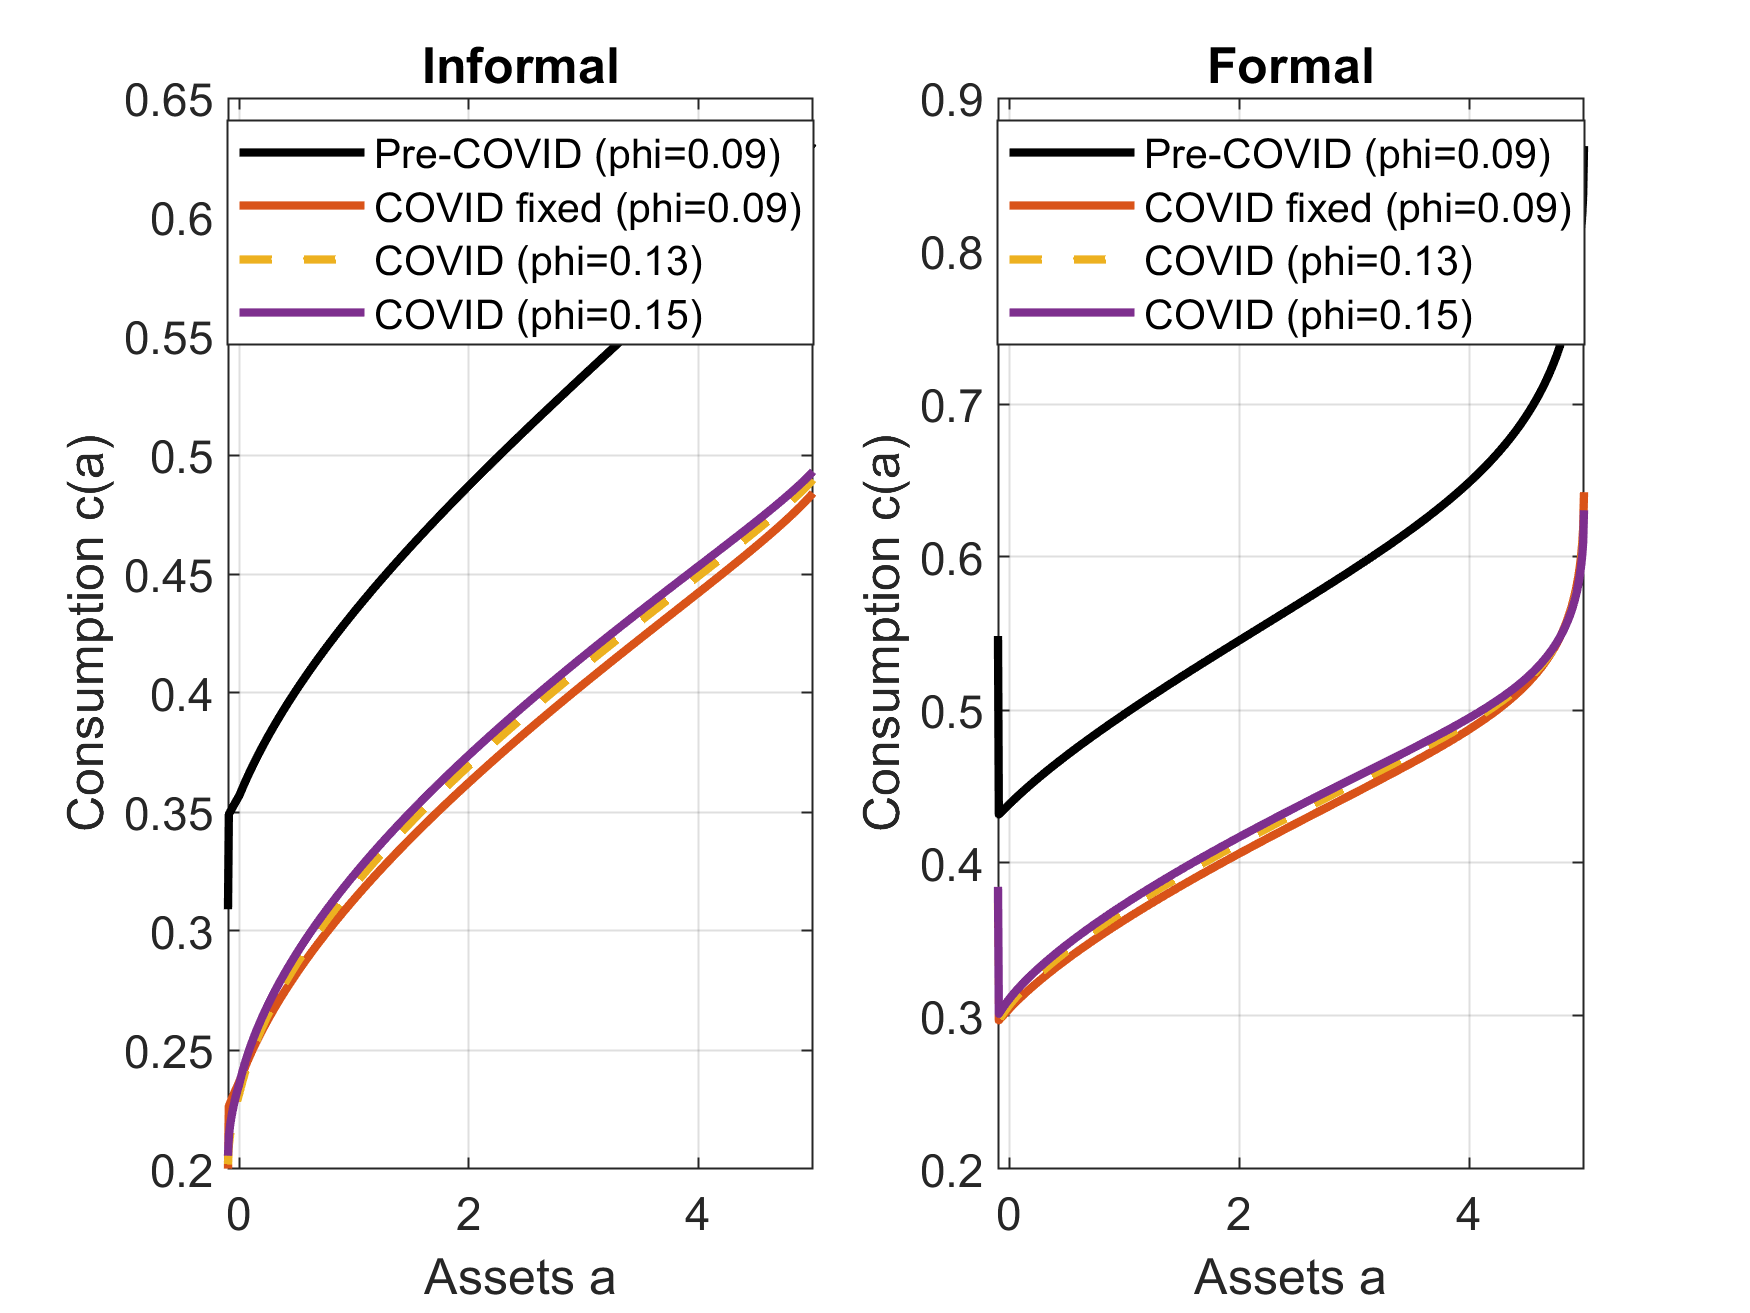 Informal
0.65
0.6
0.55
0.5
0.45
0.4
0.35
0.3
0.25
0.2
Consumption c(a)
Pre-COVID (phi=0.09)
COVID fixed (phi=0.09)
COVID (phi=0.13)
COVID (phi=0.15)
0
2
4
Assets a
Formal
0.9
0.8
0.7
0.6
0.5
0.4
0.3
0.2
Consumption c(a)
Pre-COVID (phi=0.09)
COVID fixed (phi=0.09)
COVID (phi=0.13)
COVID (phi=0.15)
0
2
4
Assets a